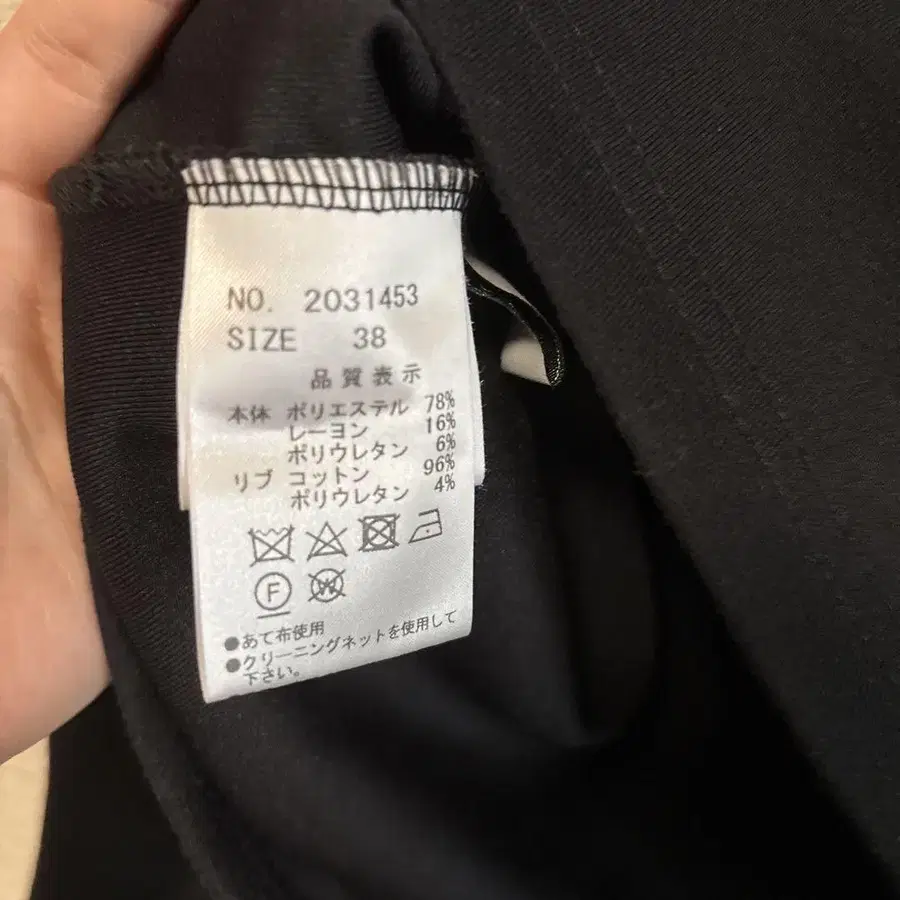 NO. 2031453
SIZE 38
品質表示
本体 ポリエステル 78%
レーヨン 16%
ポリウレタン 6%
リブ コットン 96%
ポリウレタン 4%
F W
●あて布使用
●クリーニングネットを使用して
下さい。